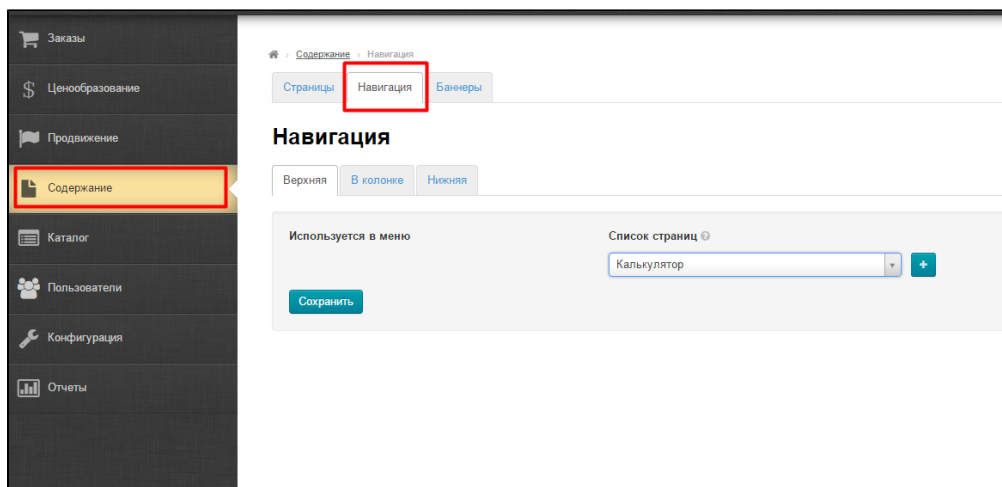 Заказы
Ценообразование
Продвижение
Содержание
Каталог
Пользователи
Конфигурация
Отчеты
Содержание › Навигация
Страницы Навигация Баннеры
Навигация
Верхняя В колонке Нижняя
Используется в меню Список страниц
Калькулятор +
Сохранить